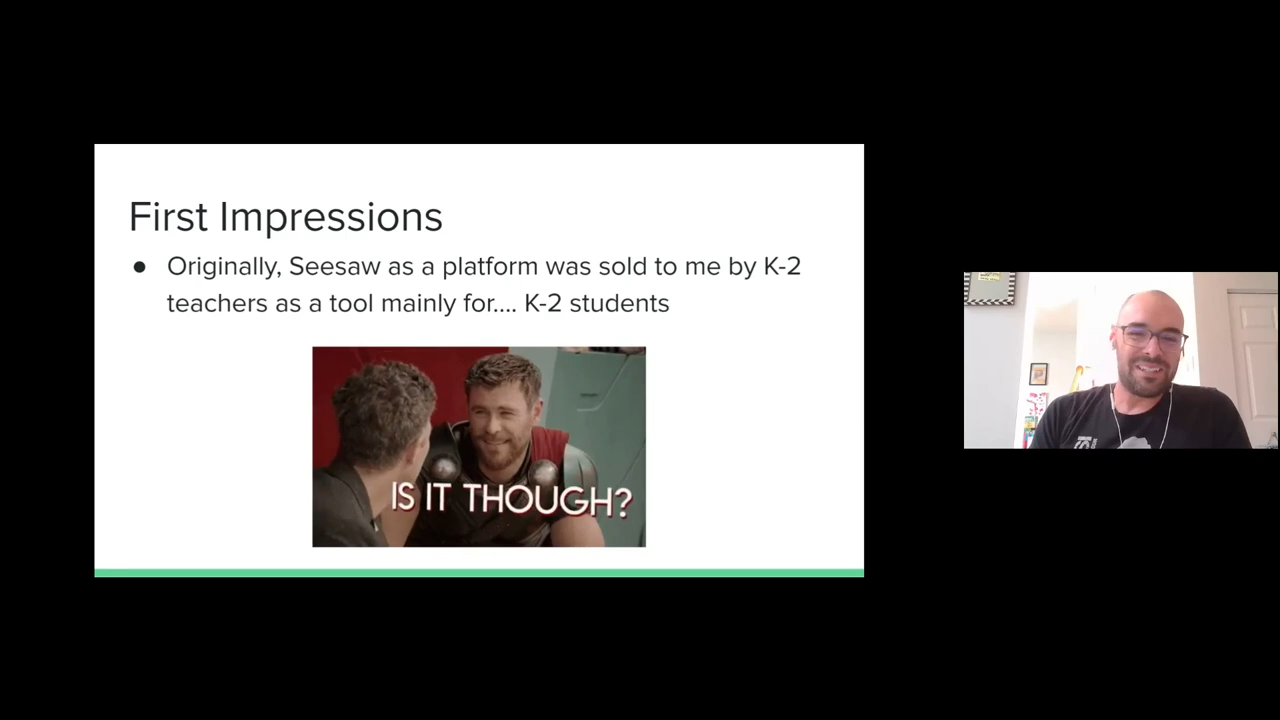 First Impressions
● Originally, Seesaw as a platform was sold to me by K-2
teachers as a tool mainly for.... K-2 students
IS IT THOUGH?